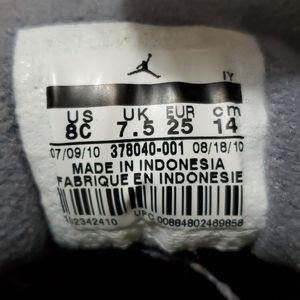 IY
US UK EUR cm
8C 7.5 25 14
07/09/10 378040-001 08/18/10
MADE IN INDONESIA
FABRIQUE EN INDONESIE
UPC 00884802489858